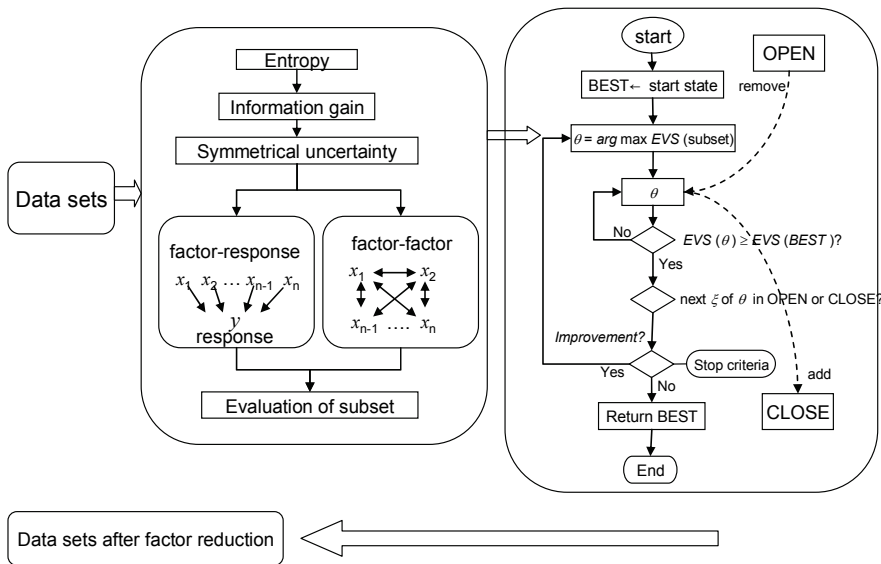 Data sets
Entropy
Information gain
Symmetrical uncertainty
factor-response
x1 x2 … xn-1 xn
y
response
factor-factor
x1 x2
xn-1 …. xn
Evaluation of subset
start
BEST← start state
θ = arg max EVS (subset)
θ
No
EVS (θ) ≥ EVS (BEST)?
Yes
next ξ of θ in OPEN or CLOSE?
Improvement?
Yes
Stop criteria
No
Return BEST
End
OPEN
remove
add
CLOSE
Data sets after factor reduction